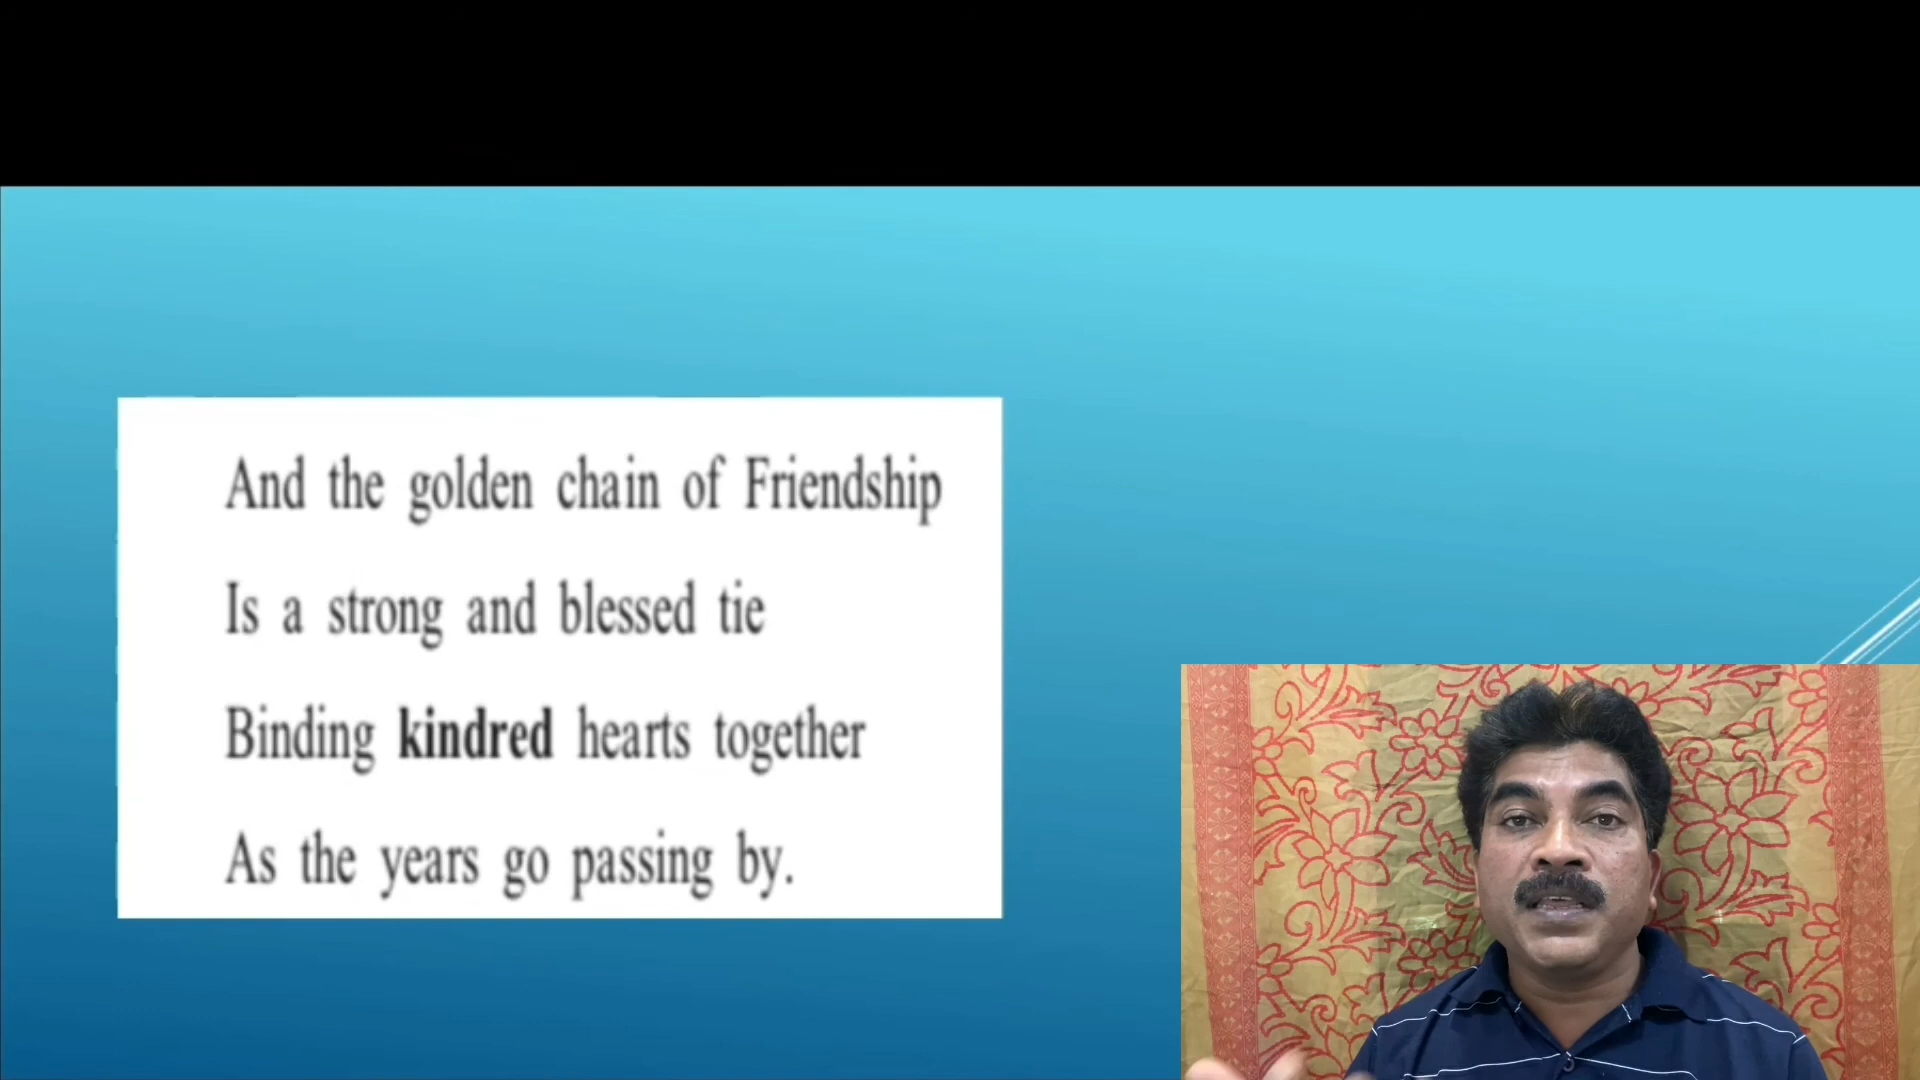 And the golden chain of Friendship
Is a strong and blessed tie
Binding kindred hearts together
As the years go passing by.